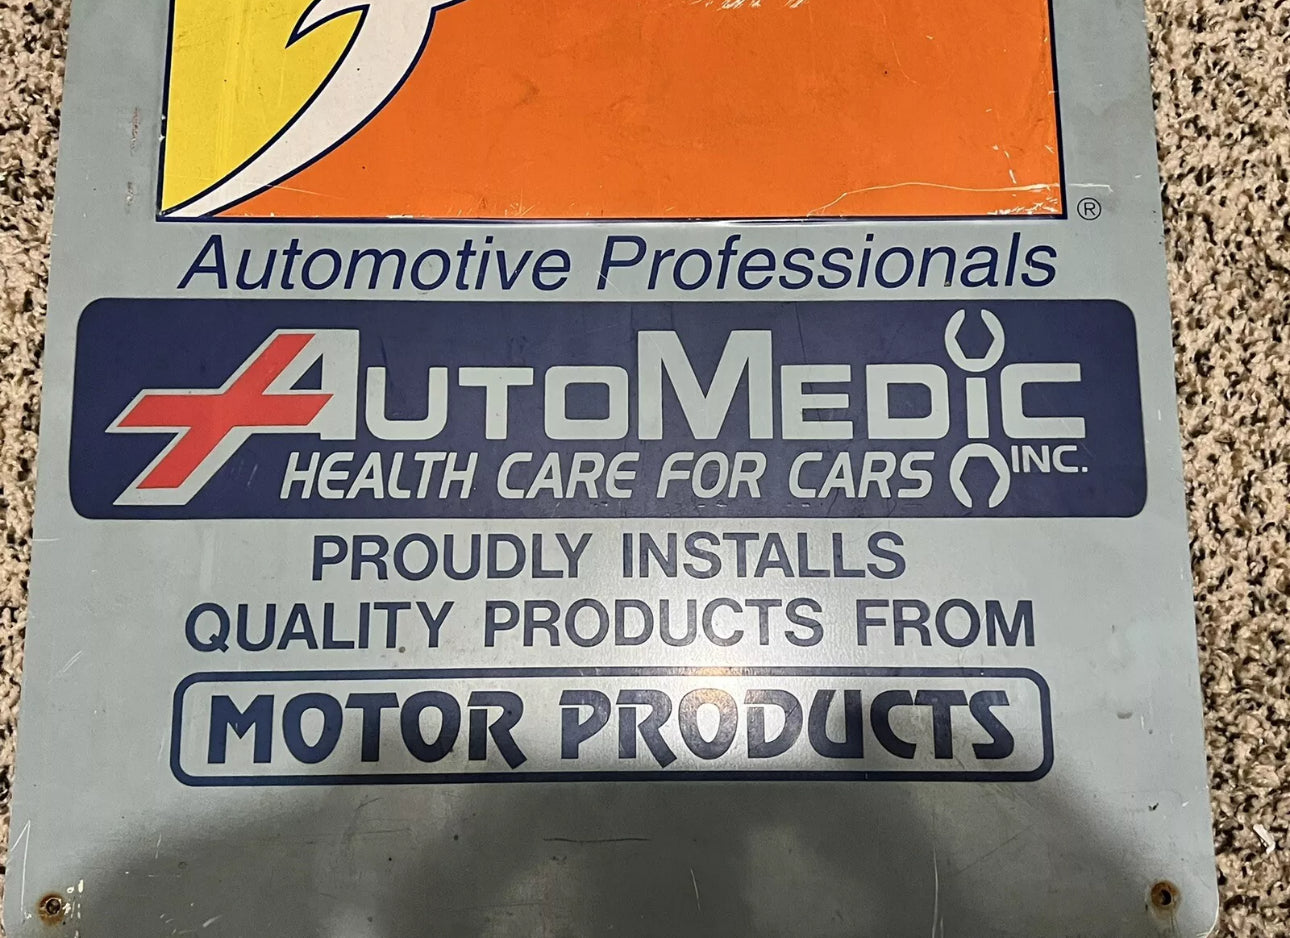 ®
Automotive Professionals
AUTOMEDiC INC.
HEALTH CARE FOR CARS
PROUDLY INSTALLS
QUALITY PRODUCTS FROM
MOTOR PRODUCTS